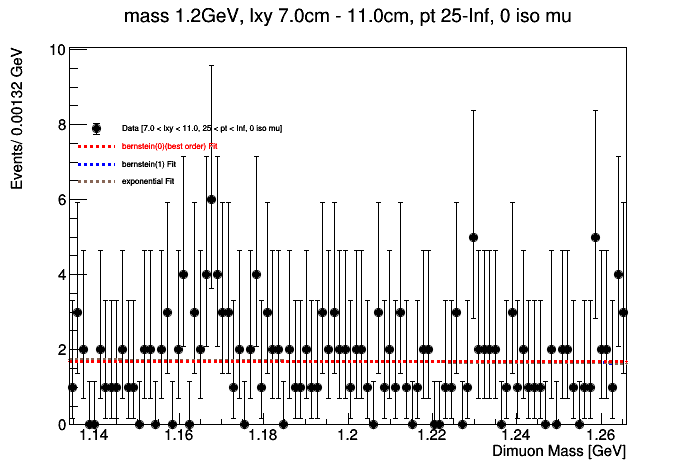 mass 1.2GeV, lxy 7.0cm - 11.0cm, pt 25-Inf, 0 iso mu
Events/ 0.00132 GeV
10
8
6
4
2
0
Data [7.0 < lxy < 11.0, 25 < pt < Inf, 0 iso mu]
bernstein(0)(best order) Fit
bernstein(1) Fit
exponential Fit
1.14 1.16 1.18 1.2 1.22 1.24 1.26
Dimuon Mass [GeV]